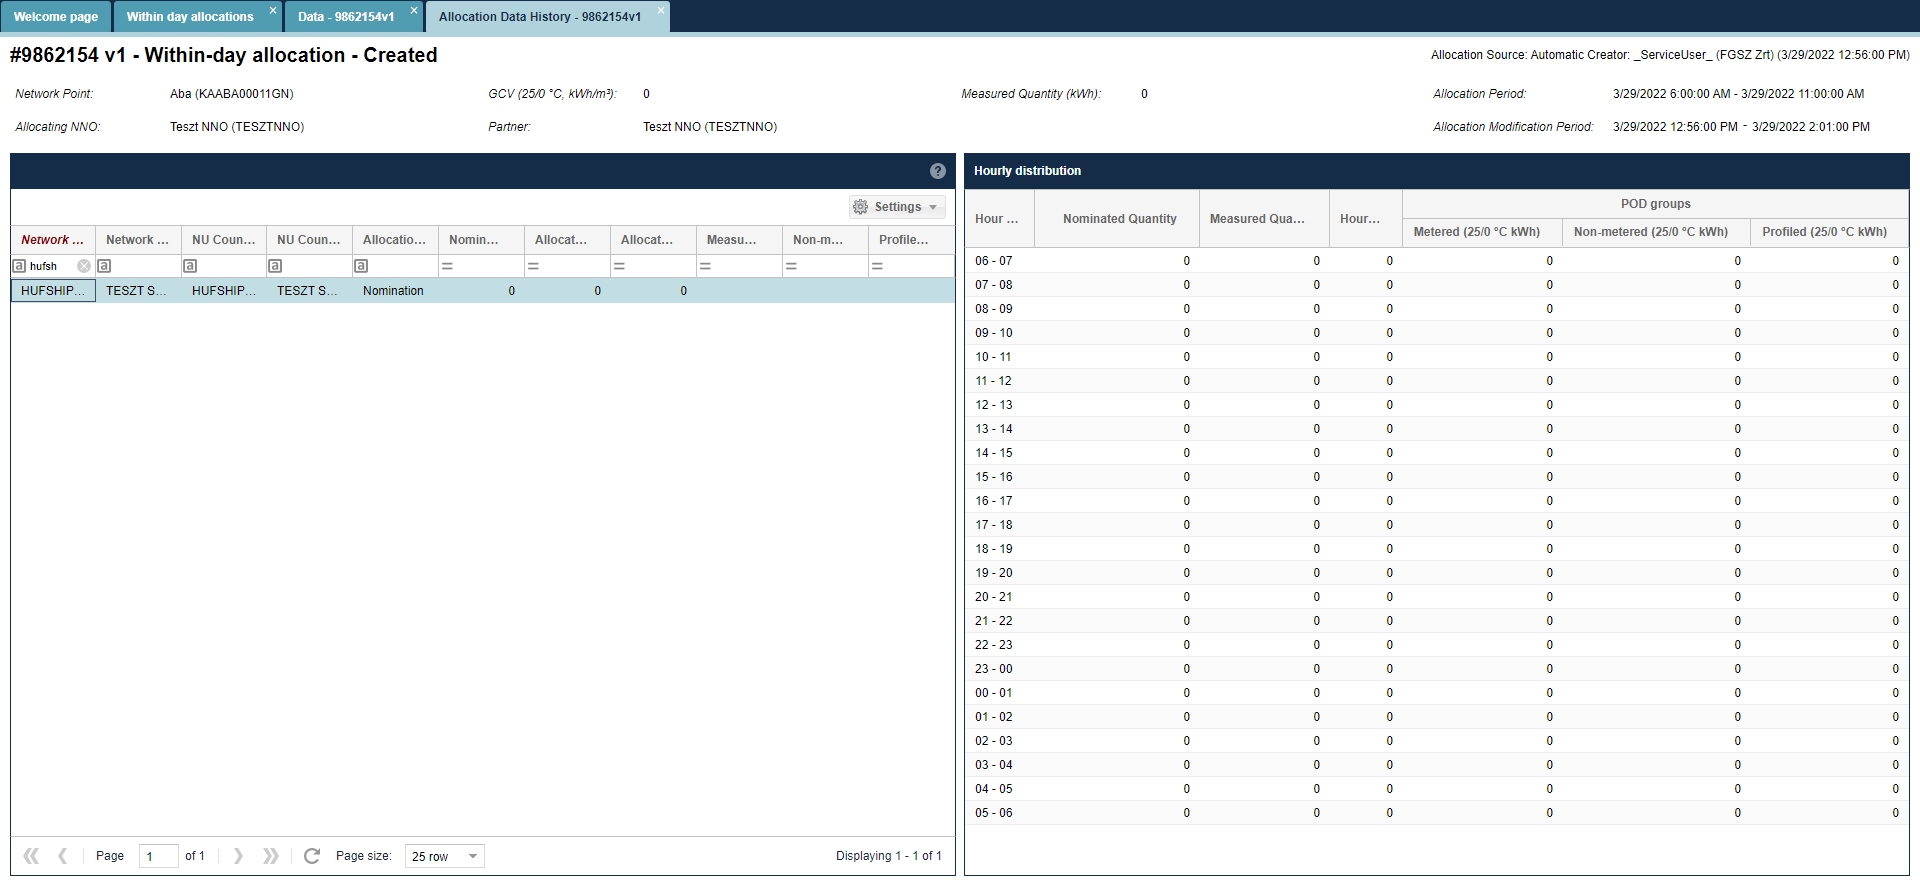 Welcome page Within day allocations × Data - 9862154v1 × Allocation Data History - 9862154v1 ×
#9862154 v1 - Within-day allocation - Created
Allocation Source: Automatic Creator: _ServiceUser_ (FGSZ Zrt) (3/29/2022 12:56:00 PM)
Network Point: Aba (KAABA00011GN) GCV (25/0 °C, kWh/m³): 0 Measured Quantity (kWh): 0 Allocation Period: 3/29/2022 6:00:00 AM - 3/29/2022 11:00:00 AM
Allocating NNO: Teszt NNO (TESZTNNO) Partner: Teszt NNO (TESZTNNO) Allocation Modification Period: 3/29/2022 12:56:00 PM - 3/29/2022 2:01:00 PM
?
Settings
Network ... Network ... NU Coun... NU Coun... Allocatio... Nomin... Allocat... Allocat... Measu... Non-m... Profile...
a hufsh a a a a = = = = = =
HUFSHIP... TESZT S... HUFSHIP... TESZT S... Nomination 0 0 0
Page 1 of 1 Page size: 25 row Displaying 1 - 1 of 1
Hourly distribution
Hour ... Nominated Quantity Measured Qua... Hour... POD groups
Metered (25/0 °C kWh) Non-metered (25/0 °C kWh) Profiled (25/0 °C kWh)
06 - 07 0 0 0 0 0 0
07 - 08 0 0 0 0 0 0
08 - 09 0 0 0 0 0 0
09 - 10 0 0 0 0 0 0
10 - 11 0 0 0 0 0 0
11 - 12 0 0 0 0 0 0
12 - 13 0 0 0 0 0 0
13 - 14 0 0 0 0 0 0
14 - 15 0 0 0 0 0 0
15 - 16 0 0 0 0 0 0
16 - 17 0 0 0 0 0 0
17 - 18 0 0 0 0 0 0
18 - 19 0 0 0 0 0 0
19 - 20 0 0 0 0 0 0
20 - 21 0 0 0 0 0 0
21 - 22 0 0 0 0 0 0
22 - 23 0 0 0 0 0 0
23 - 00 0 0 0 0 0 0
00 - 01 0 0 0 0 0 0
01 - 02 0 0 0 0 0 0
02 - 03 0 0 0 0 0 0
03 - 04 0 0 0 0 0 0
04 - 05 0 0 0 0 0 0
05 - 06 0 0 0 0 0 0